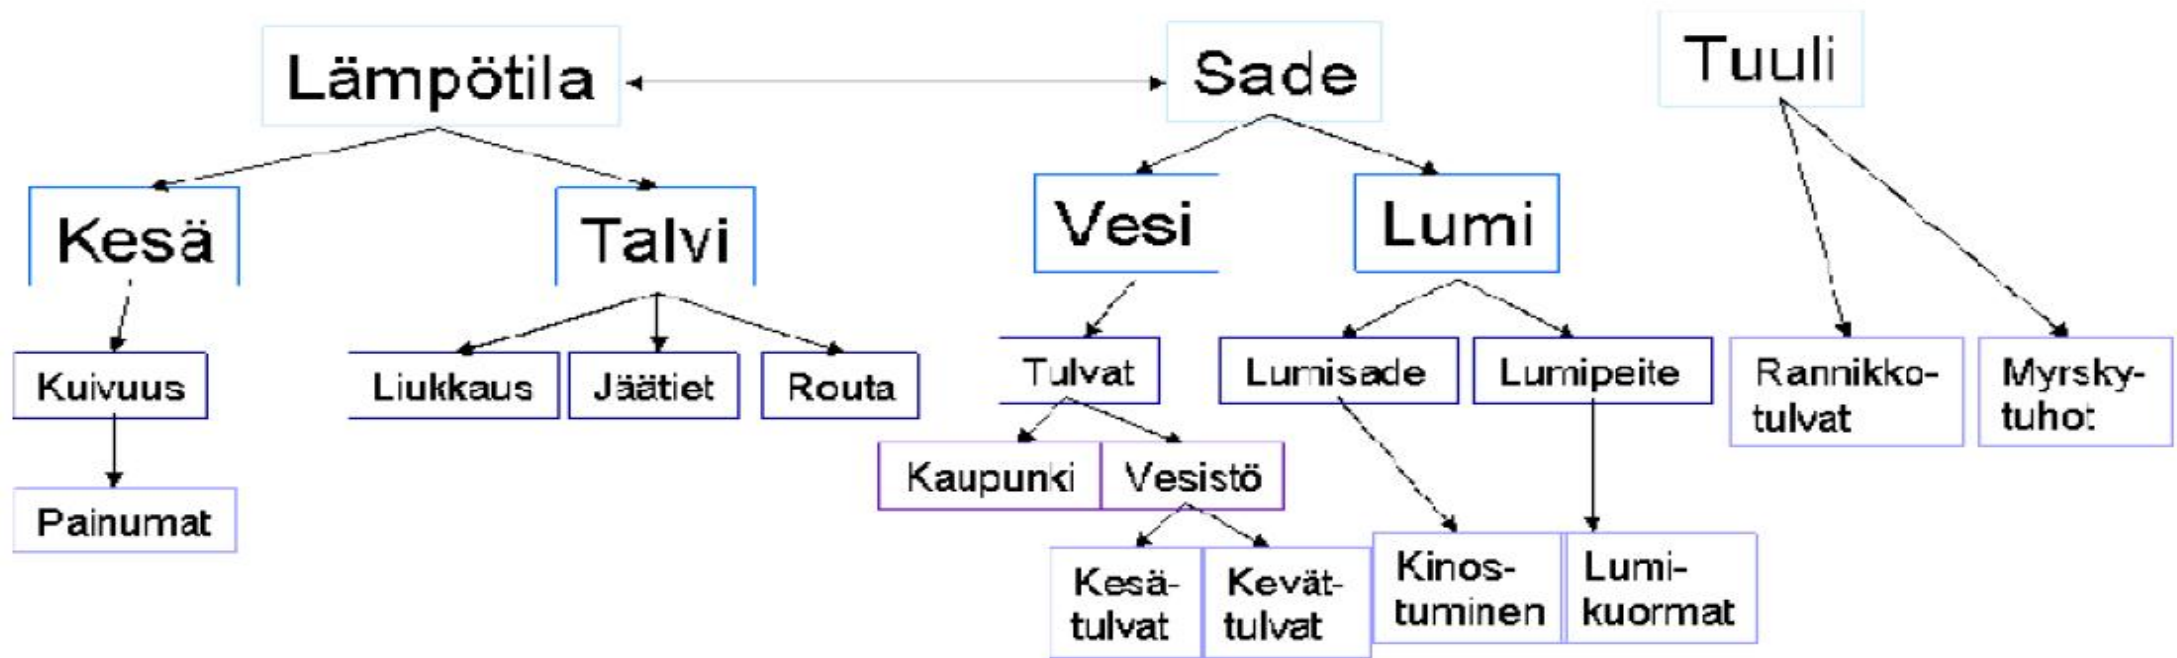 Lämpötila
Sade
Tuuli
Kesä
Talvi
Vesi
Lumi
Kuivuus
Liukkaus
Jäätiet
Routa
Tulvat
Lumisade
Lumipeite
Rannikko-
tulvat
Myrsky-
tuhot
Kaupunki
Vesistö
Painumat
Kesä-
tulvat
Kevät-
tulvat
Kinos-
tuminen
Lumi-
kuormat